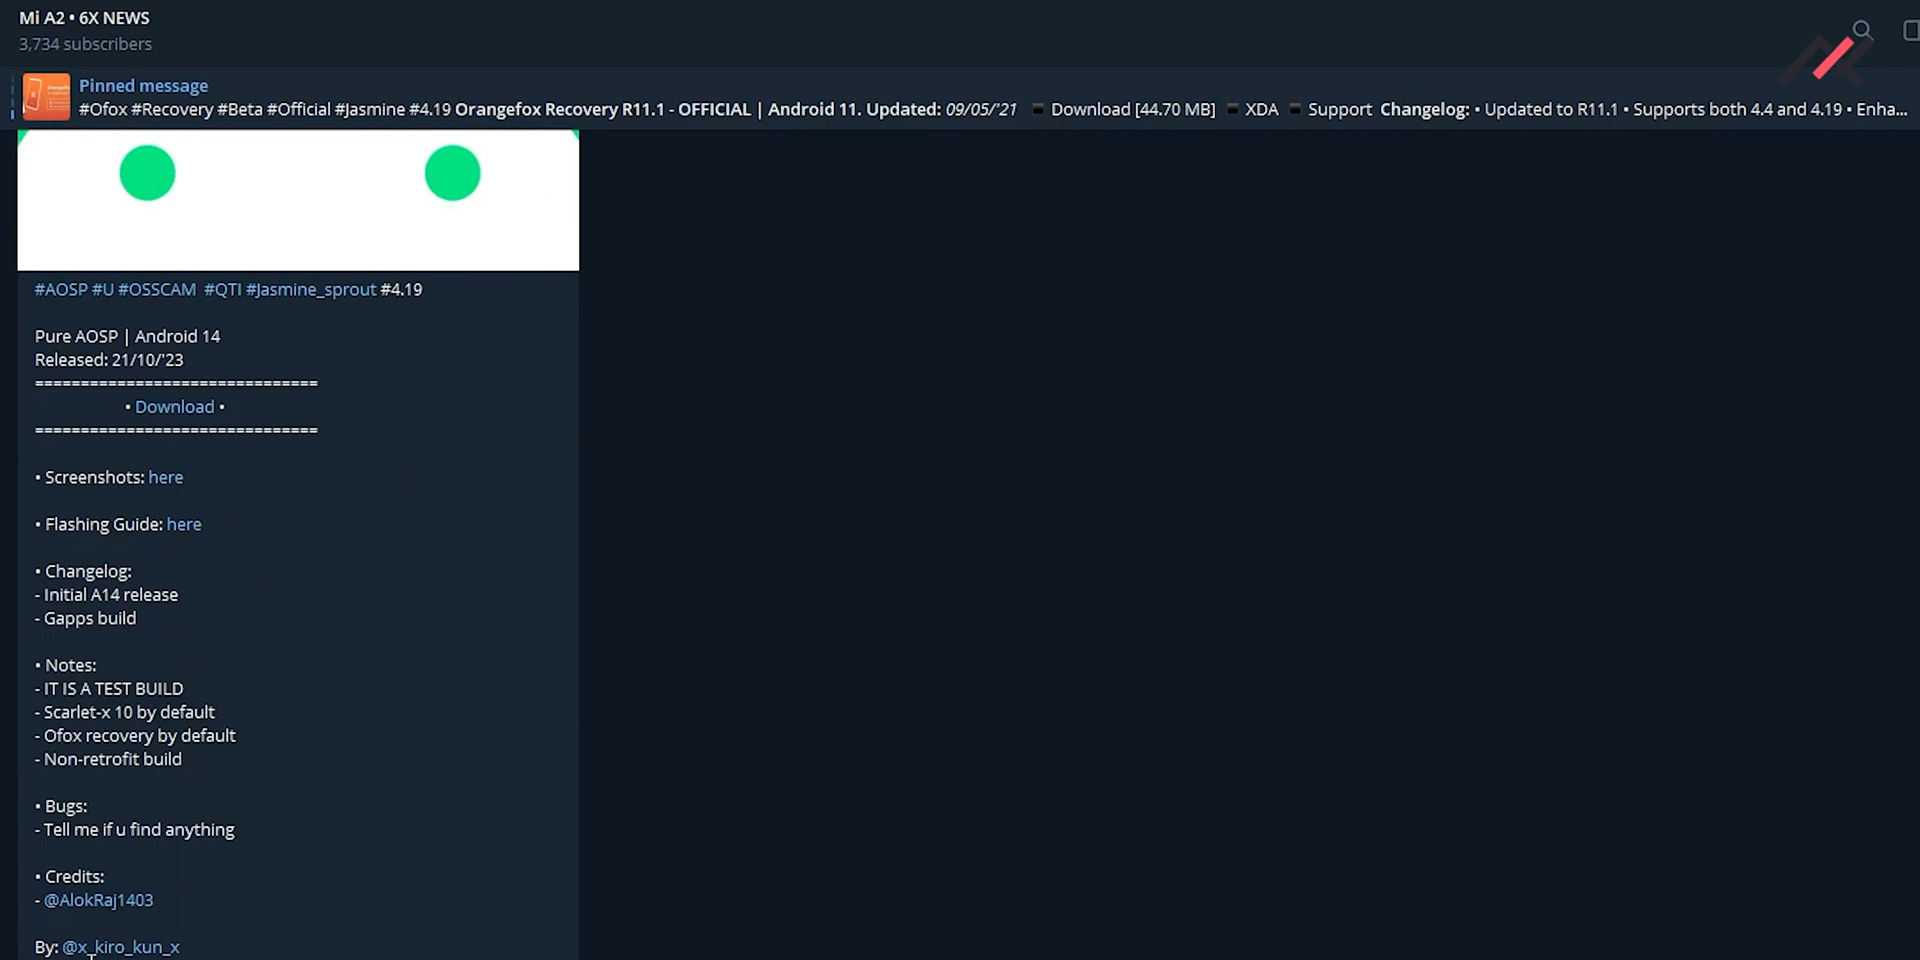 Mi A2 • 6X NEWS
3,734 subscribers
Pinned message
#Ofox #Recovery #Beta #Official #Jasmine #4.19 Orangefox Recovery R11.1 - OFFICIAL | Android 11. Updated: 09/05/'21 ▪ Download [44.70 MB] ▪ XDA ▪ Support Changelog: • Updated to R11.1 • Supports both 4.4 and 4.19 • Enha...
#AOSP #U #OSSCAM #QTI #Jasmine_sprout #4.19
Pure AOSP | Android 14
Released: 21/10/'23
===============================
• Download •
===============================
• Screenshots: here
• Flashing Guide: here
• Changelog:
- Initial A14 release
- Gapps build
• Notes:
- IT IS A TEST BUILD
- Scarlet-x 10 by default
- Ofox recovery by default
- Non-retrofit build
• Bugs:
- Tell me if u find anything
• Credits:
- @AlokRaj1403
By: @x_kiro_kun_x